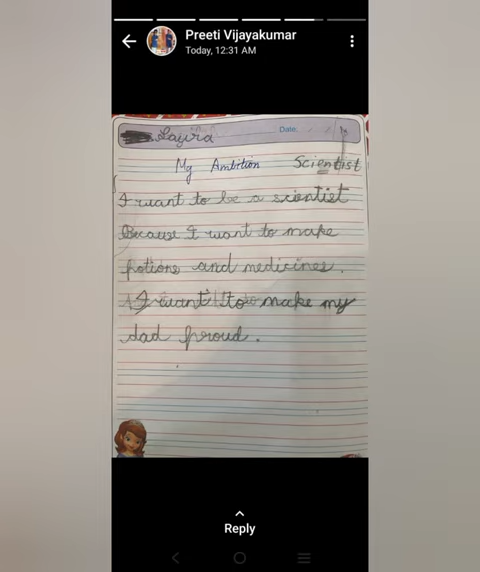 Preeti Vijayakumar
Today, 12:31 AM
Layira
Date:
My Ambition Scientist
I want to be a scientist
Because I want to make
potions and medicines.
I want to make my
dad proud.
Reply